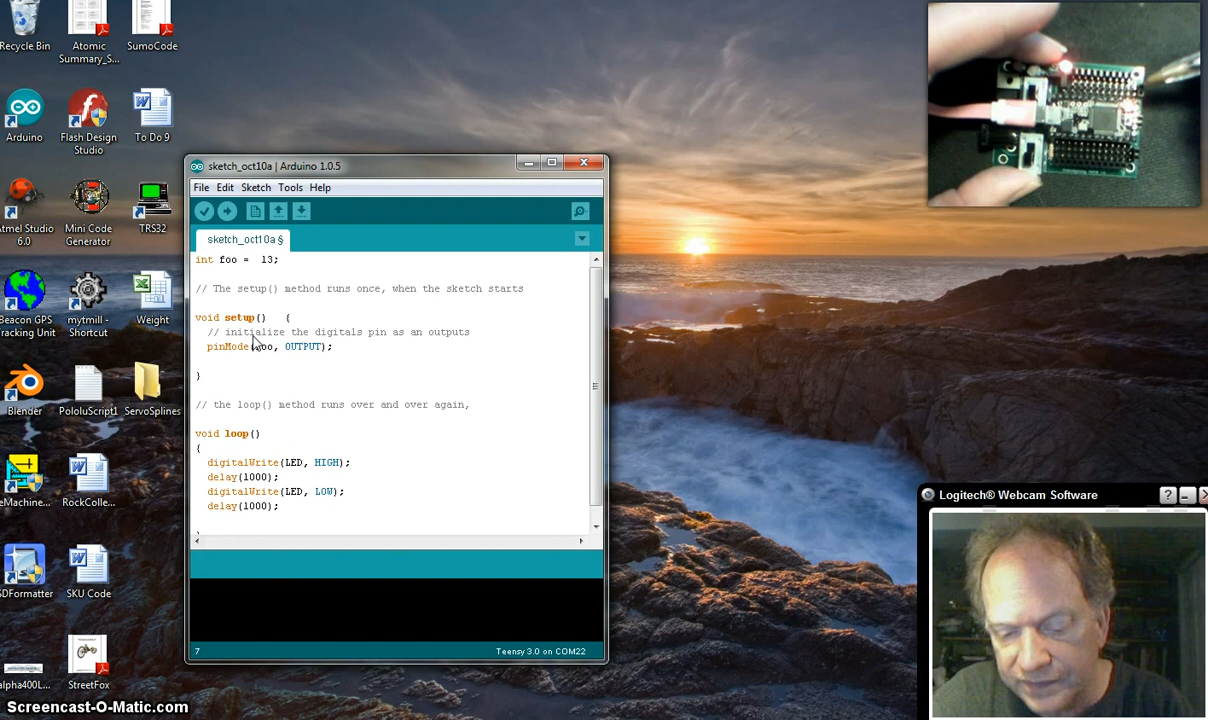 Recycle Bin
Atomic
Summary_S...
SumoCode
Arduino
Flash Design
Studio
To Do 9
Atmel Studio
6.0
Mini Code
Generator
TRS32
Beacon GPS
Tracking Unit
mytmill -
Shortcut
Weight
Blender
PololuScript1
ServoSplines
eMachine...
RockColle...
SDFormatter
SKU Code
alpha400L...
StreetFox
sketch_oct10a | Arduino 1.0.5
File Edit Sketch Tools Help
sketch_oct10a §
int foo = 13;
// The setup() method runs once, when the sketch starts
void setup() {
// initialize the digitals pin as an outputs
pinMode(foo, OUTPUT);
}
// the loop() method runs over and over again,
void loop()
{
digitalWrite(LED, HIGH);
delay(1000);
digitalWrite(LED, LOW);
delay(1000);
7
Teensy 3.0 on COM22
Logitech® Webcam Software
Screencast-O-Matic.com